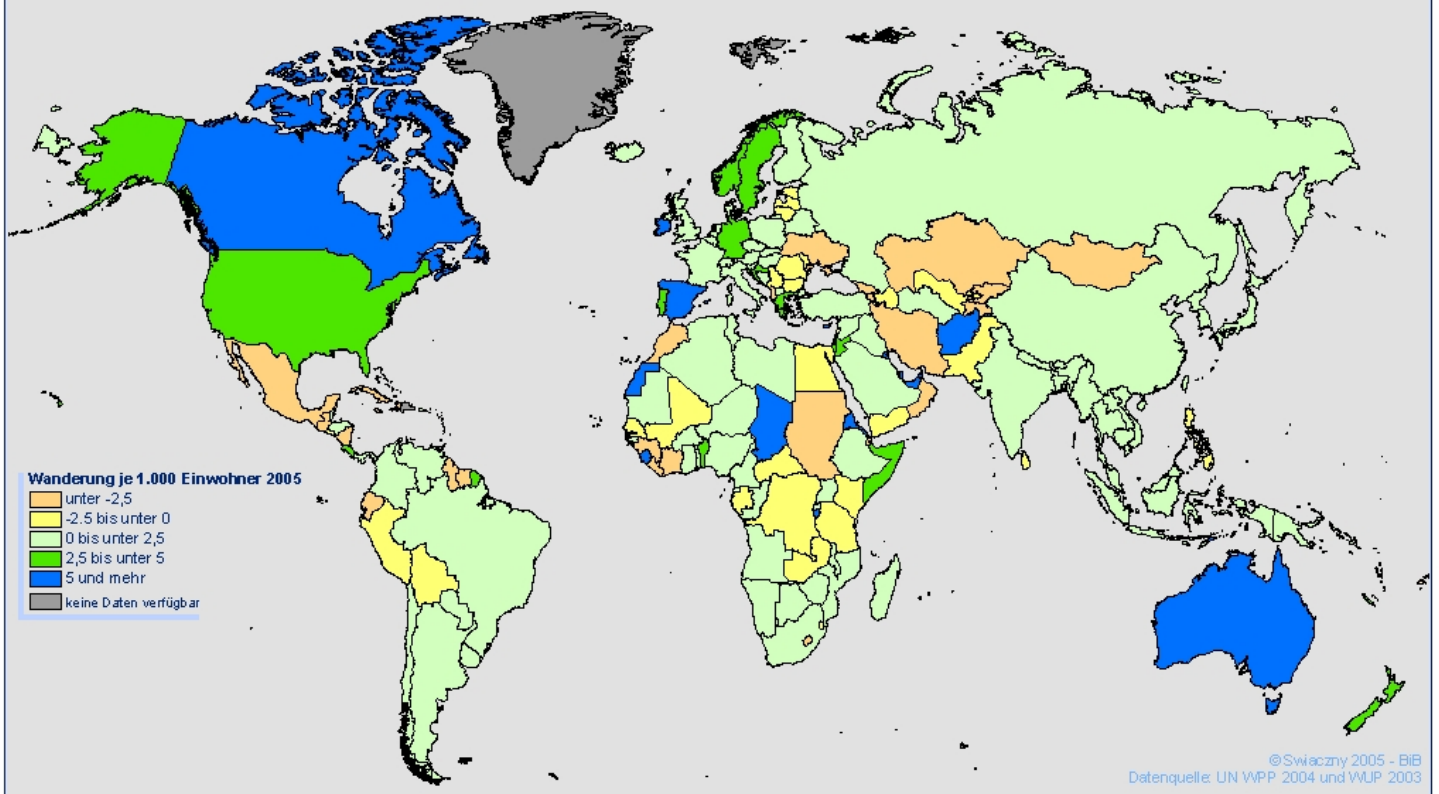 Wanderung je 1.000 Einwohner 2005
unter -2,5
-2.5 bis unter 0
0 bis unter 2,5
2,5 bis unter 5
5 und mehr
keine Daten verfügbar
©Swiaczny 2005 - BiB
Datenquelle: UN WPP 2004 und WUP 2003